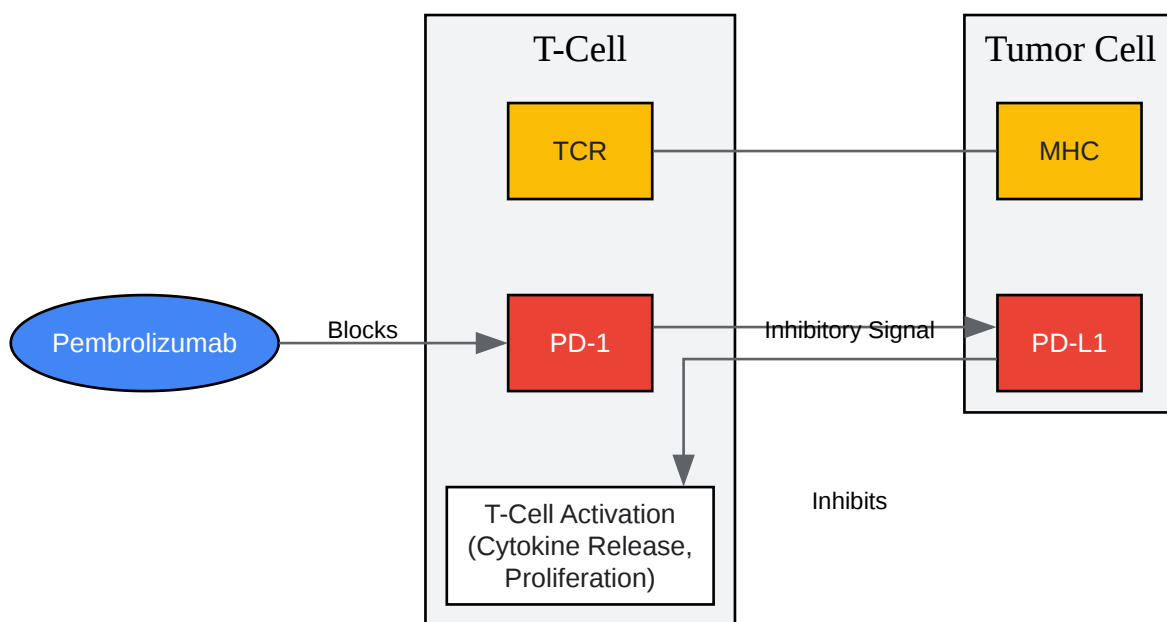 T-Cell
Tumor Cell
TCR
MHC
Pembrolizumab
Blocks
PD-1
Inhibitory Signal
PD-L1
T-Cell Activation
(Cytokine Release,
Proliferation)
Inhibits